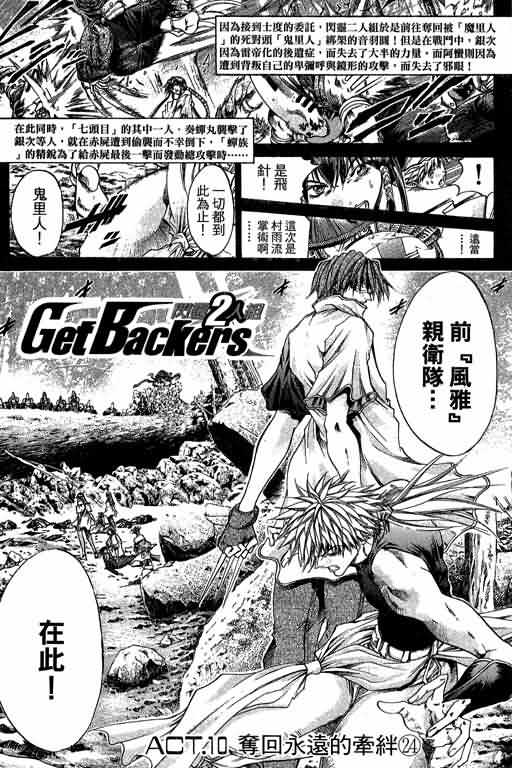 因為接到士度的委託，閃靈二人組於是前往奪回被「魔里人
」的死對頭「鬼里人」綁架的音羽圓！但是在戰鬥中，銀次
因為雷帝化的後遺症，而失去了大半的力量，而阿蠻則因為
遭到背叛自己的卑彌呼與鏡形的攻擊，而失去了邪眼！
在此同時，「七頭目」的其中一人．奏蟬丸襲擊了
銀次等人，就在赤屍遭到偷襲而不幸倒下，「蟬族
」的精銳為了給赤屍最後一擊而發動總攻擊時……
！
遠當
…！
是飛
針！
這次是
村雨流
掌術啊
…！
一切都到
此為止！
鬼里人！
閃靈2人組
GetBackers
前『風雅』
親衛隊…
在此！
ACT.10 奪回永遠的牽絆㉔